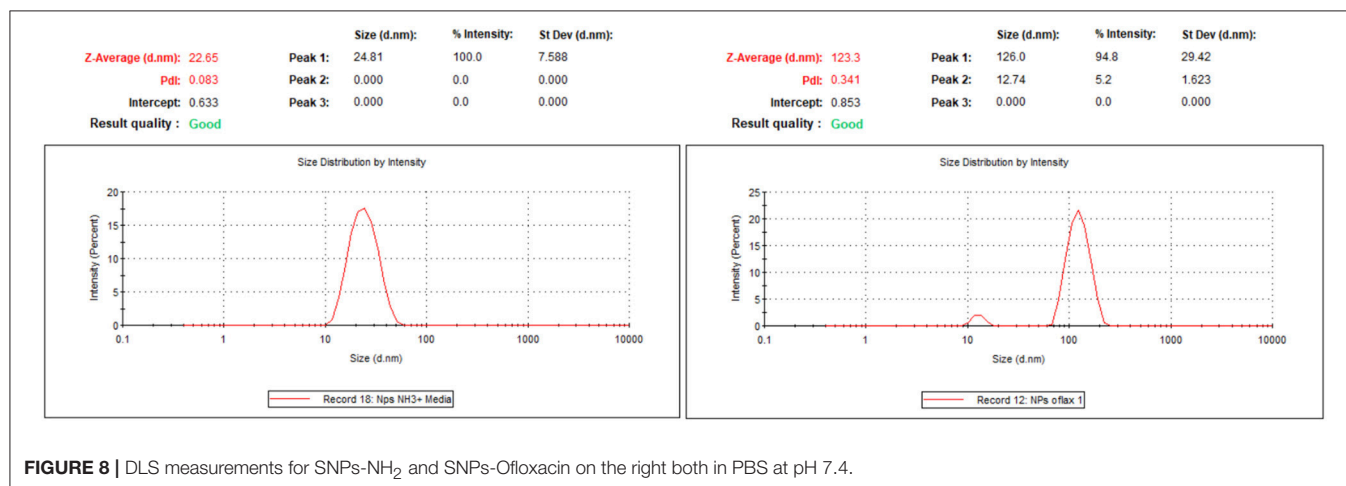 Size (d.nm): % Intensity: St Dev (d.nm):
Z-Average (d.nm): 22.65 Peak 1: 24.81 100.0 7.588
PdI: 0.083 Peak 2: 0.000 0.0 0.000
Intercept: 0.633 Peak 3: 0.000 0.0 0.000
Result quality : Good
Size Distribution by Intensity
Intensity (Percent)
20
15
10
5
0
0.1 1 10 100 1000 10000
Size (d.nm)
Record 18: Nps NH3+ Media
Size (d.nm): % Intensity: St Dev (d.nm):
Z-Average (d.nm): 123.3 Peak 1: 126.0 94.8 29.42
PdI: 0.341 Peak 2: 12.74 5.2 1.623
Intercept: 0.853 Peak 3: 0.000 0.0 0.000
Result quality : Good
Size Distribution by Intensity
Intensity (Percent)
25
20
15
10
5
0
0.1 1 10 100 1000 10000
Size (d.nm)
Record 12: NPs oflax 1
FIGURE 8 | DLS measurements for SNPs-NH2 and SNPs-Ofloxacin on the right both in PBS at pH 7.4.